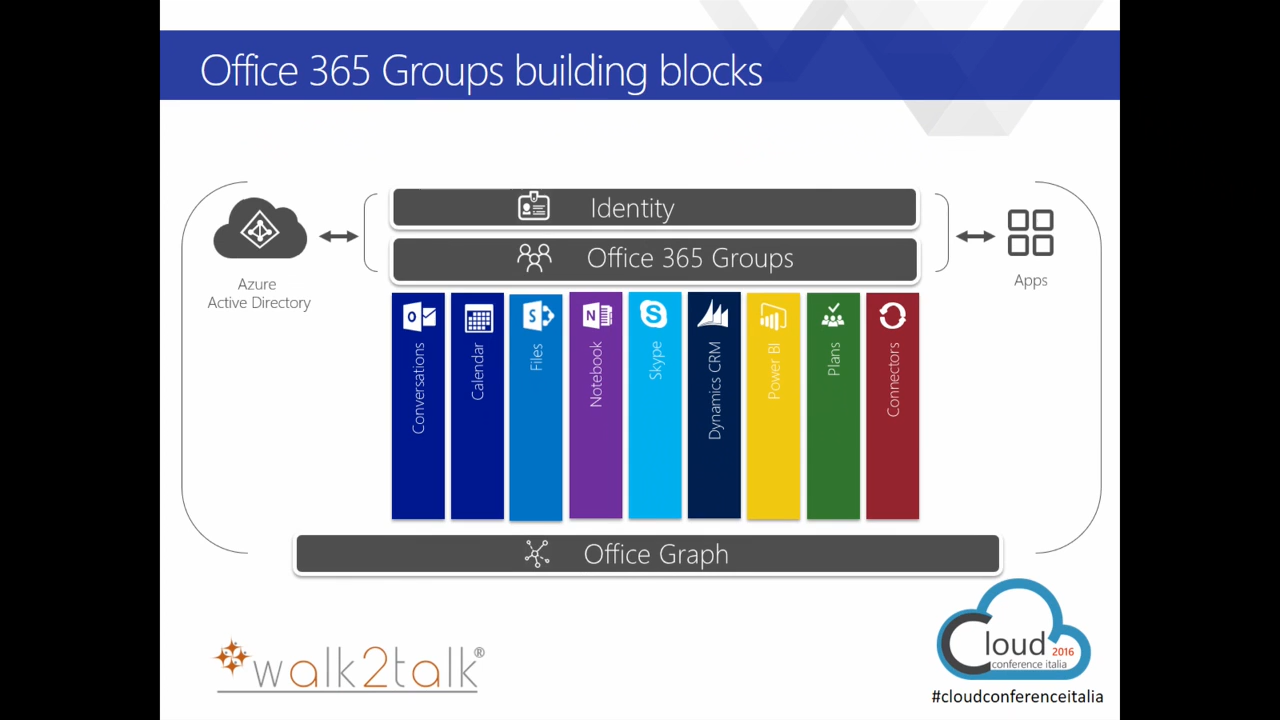 Office 365 Groups building blocks
Identity
Office 365 Groups
Azure
Active Directory
Apps
Conversations
Calendar
Files
Notebook
Skype
Dynamics CRM
Power BI
Plans
Connectors
Office Graph
walk2talk®
Cloud
2016
conference italia
#cloudconferenceitalia